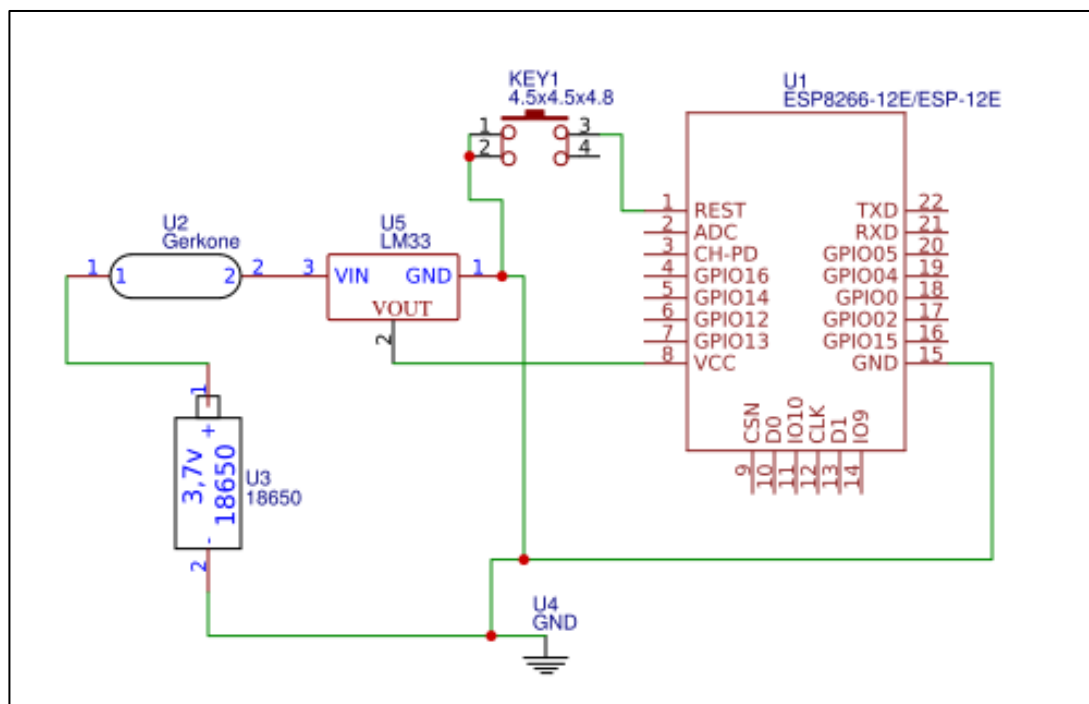 KEY1
4.5x4.5x4.8
1
2
3
4
U1
ESP8266-12E/ESP-12E
1 REST
2 ADC
3 CH-PD
4 GPIO16
5 GPIO14
6 GPIO12
7 GPIO13
8 VCC
TXD 22
RXD 21
GPIO05 20
GPIO04 19
GPIO0 18
GPIO02 17
GPIO15 16
GND 15
CSN 9
D0 10
IO10 11
CLK 12
D1 13
IO9 14
U2
Gerkone
1 1 2 2
U5
LM33
3 VIN GND 1
VOUT
2
1
+
3,7v
18650
-
2
U3
18650
U4
GND